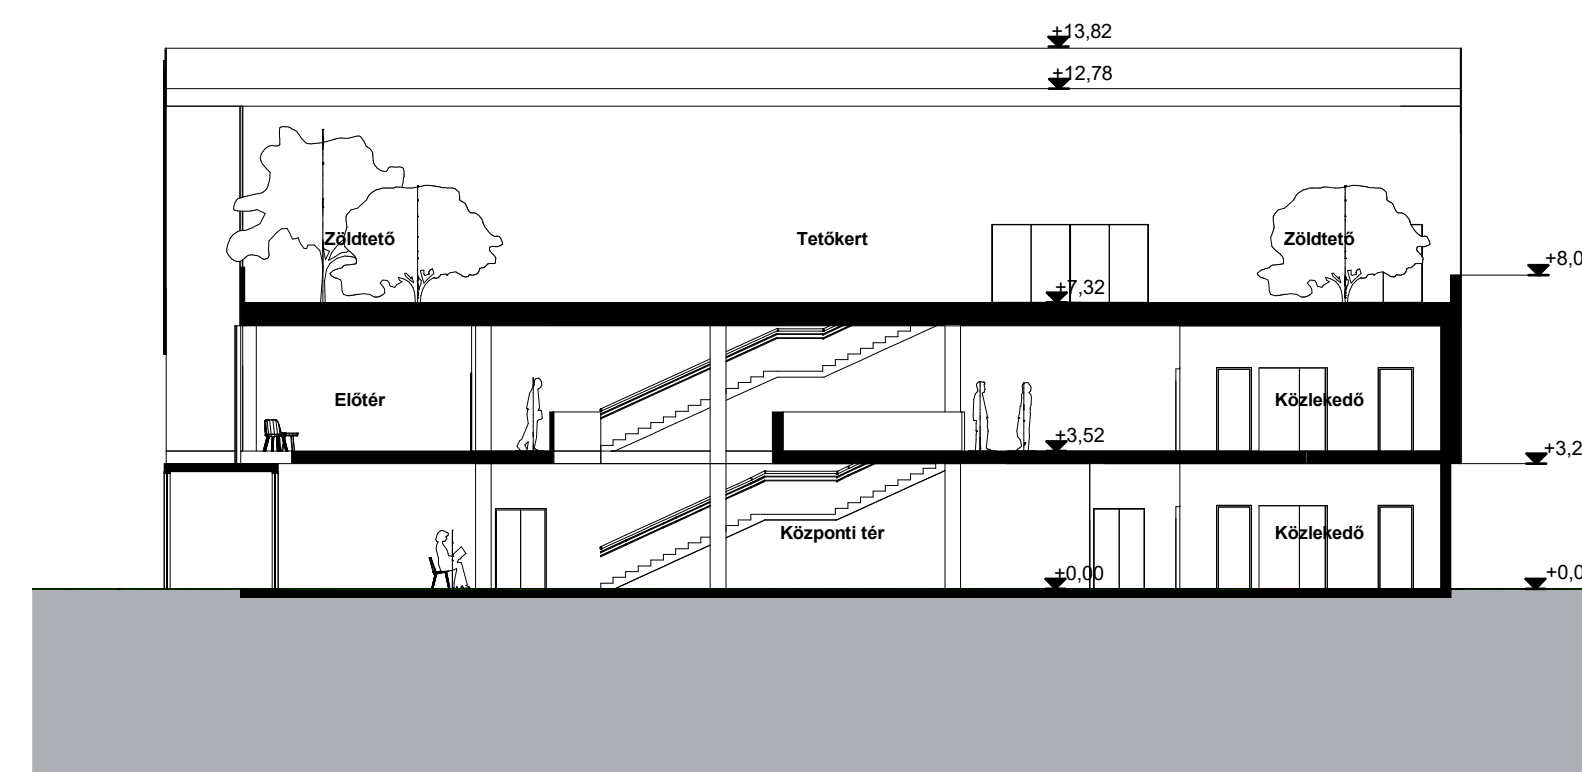 +13,82
+12,78
Zöldtető
Tetőkert
Zöldtető
+8,0
+7,32
Előtér
Közlekedő
+3,52
+3,2
Központi tér
Közlekedő
+0,00
+0,0